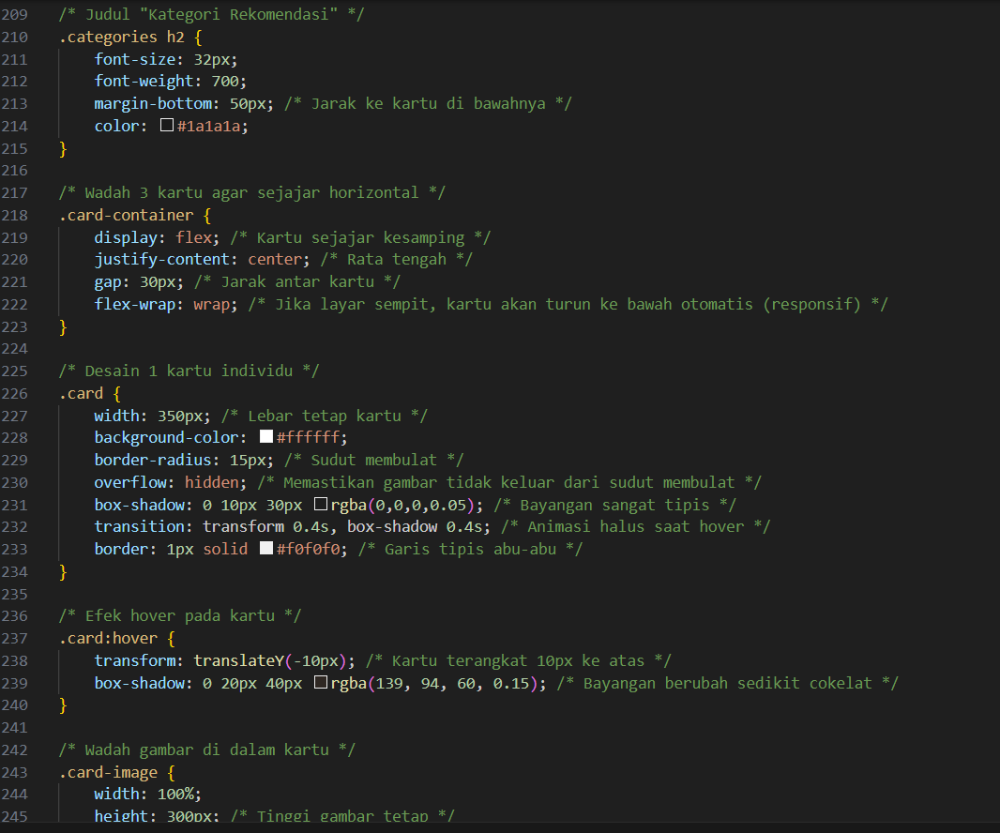 209 /* Judul "Kategori Rekomendasi" */
210 .categories h2 {
211     font-size: 32px;
212     font-weight: 700;
213     margin-bottom: 50px; /* Jarak ke kartu di bawahnya */
214     color: #1a1a1a;
215 }
216
217 /* Wadah 3 kartu agar sejajar horizontal */
218 .card-container {
219     display: flex; /* Kartu sejajar kesamping */
220     justify-content: center; /* Rata tengah */
221     gap: 30px; /* Jarak antar kartu */
222     flex-wrap: wrap; /* Jika layar sempit, kartu akan turun ke bawah otomatis (responsif) */
223 }
224
225 /* Desain 1 kartu individu */
226 .card {
227     width: 350px; /* Lebar tetap kartu */
228     background-color: #ffffff;
229     border-radius: 15px; /* Sudut membulat */
230     overflow: hidden; /* Memastikan gambar tidak keluar dari sudut membulat */
231     box-shadow: 0 10px 30px rgba(0,0,0,0.05); /* Bayangan sangat tipis */
232     transition: transform 0.4s, box-shadow 0.4s; /* Animasi halus saat hover */
233     border: 1px solid #f0f0f0; /* Garis tipis abu-abu */
234 }
235
236 /* Efek hover pada kartu */
237 .card:hover {
238     transform: translateY(-10px); /* Kartu terangkat 10px ke atas */
239     box-shadow: 0 20px 40px rgba(139, 94, 60, 0.15); /* Bayangan berubah sedikit cokelat */
240 }
241
242 /* Wadah gambar di dalam kartu */
243 .card-image {
244     width: 100%;
245     height: 300px; /* Tinggi gambar tetap */